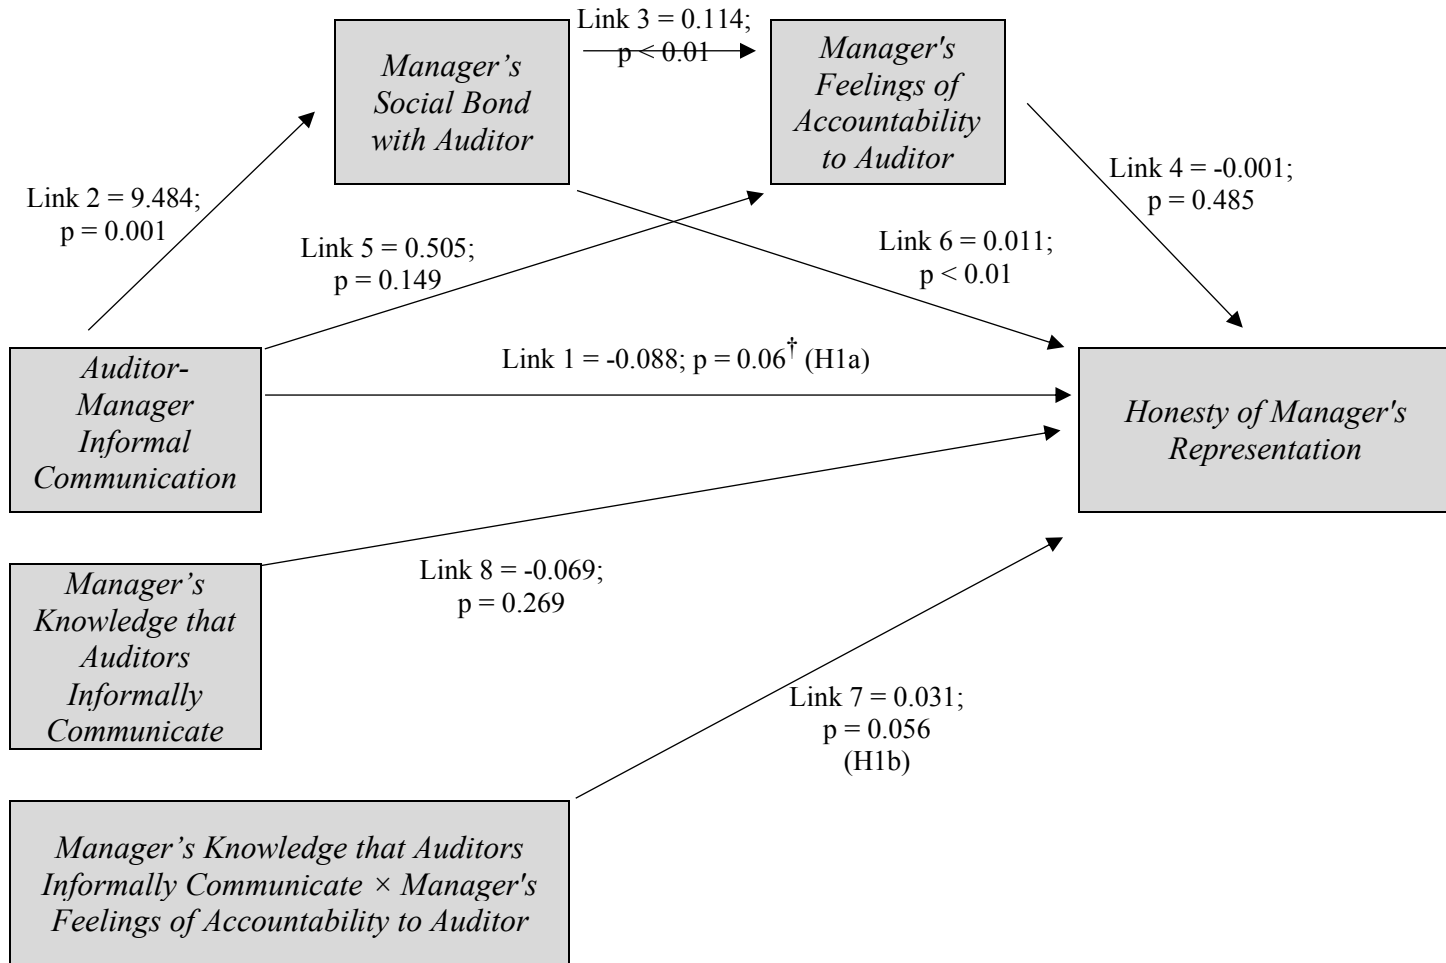 Link 3 = 0.114;
p < 0.01
Manager’s
Social Bond
with Auditor
Manager's
Feelings of
Accountability
to Auditor
Link 4 = -0.001;
p = 0.485
Link 2 = 9.484;
p = 0.001
Link 5 = 0.505;
p = 0.149
Link 6 = 0.011;
p < 0.01
Auditor-
Manager
Informal
Communication
Link 1 = -0.088; p = 0.06† (H1a)
Honesty of Manager's
Representation
Manager’s
Knowledge that
Auditors
Informally
Communicate
Link 8 = -0.069;
p = 0.269
Link 7 = 0.031;
p = 0.056
(H1b)
Manager’s Knowledge that Auditors
Informally Communicate × Manager's
Feelings of Accountability to Auditor